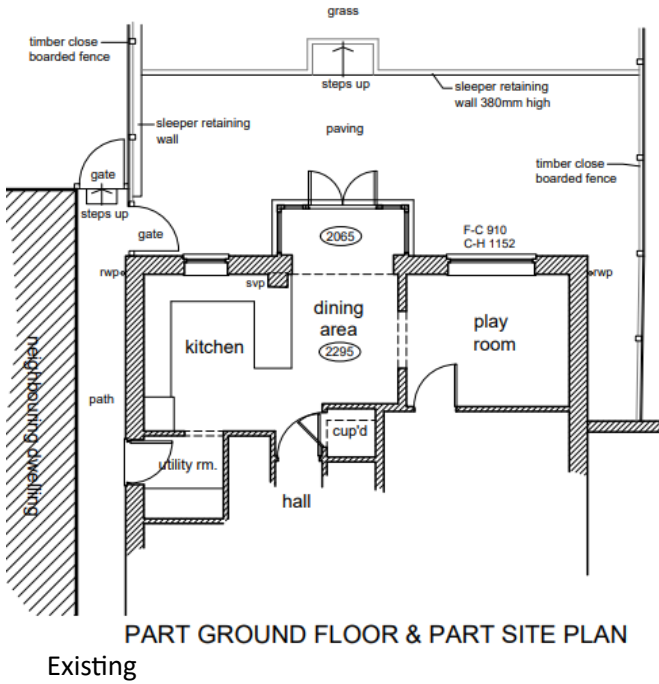 grass
timber close
boarded fence
steps up
sleeper retaining
wall 380mm high
sleeper retaining
wall
paving
timber close
boarded fence
gate
steps up
gate
2065
F-C 910
C-H 1152
rwp
svp
rwp
dining
area
kitchen
play
room
2295
neighbouring dwelling
path
cup'd
utility rm.
hall
PART GROUND FLOOR & PART SITE PLAN
Existing